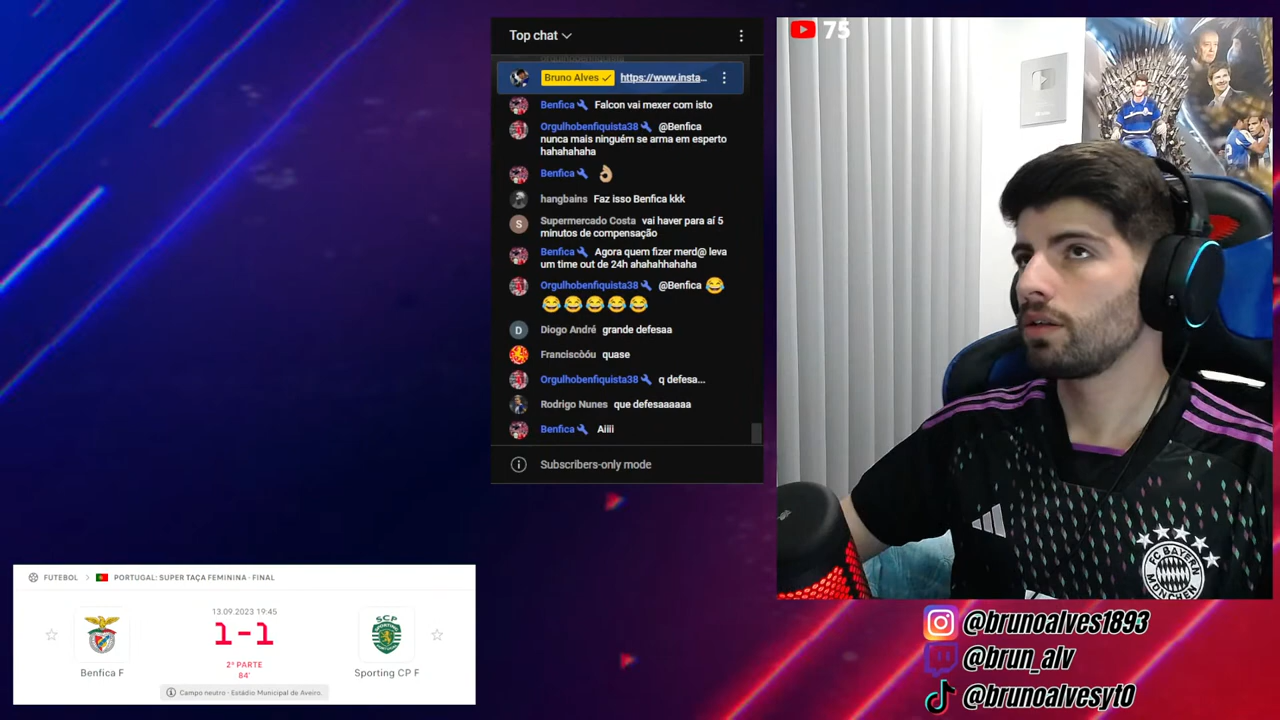 Top chat
Bruno Alves https://www.insta...
Benfica Falcon vai mexer com isto
Orgulhobenfiquista38 @Benfica
nunca mais ninguém se arma em esperto
hahahahaha
Benfica 👌🏼
hangbains Faz isso Benfica kkk
S Supermercado Costa vai haver para aí 5
minutos de compensação
Benfica Agora quem fizer merd@ leva
um time out de 24h ahahahhahaha
Orgulhobenfiquista38 @Benfica 😂
😂😂😂😂😂
D Diogo André grande defesaa
Franciscòóu quase
Orgulhobenfiquista38 q defesa...
Rodrigo Nunes que defesaaaaaa
Benfica Aiiii
Subscribers-only mode
75
FUTEBOL > PORTUGAL: SUPER TAÇA FEMININA - FINAL
13.09.2023 19:45
1-1
2ª PARTE
84'
SCP
SPORTING
Benfica F
Sporting CP F
Campo neutro - Estádio Municipal de Aveiro.
FC BAYERN
MÜNCHEN
@brunoalves1893
@brun_alv
@brunoalvesyt0